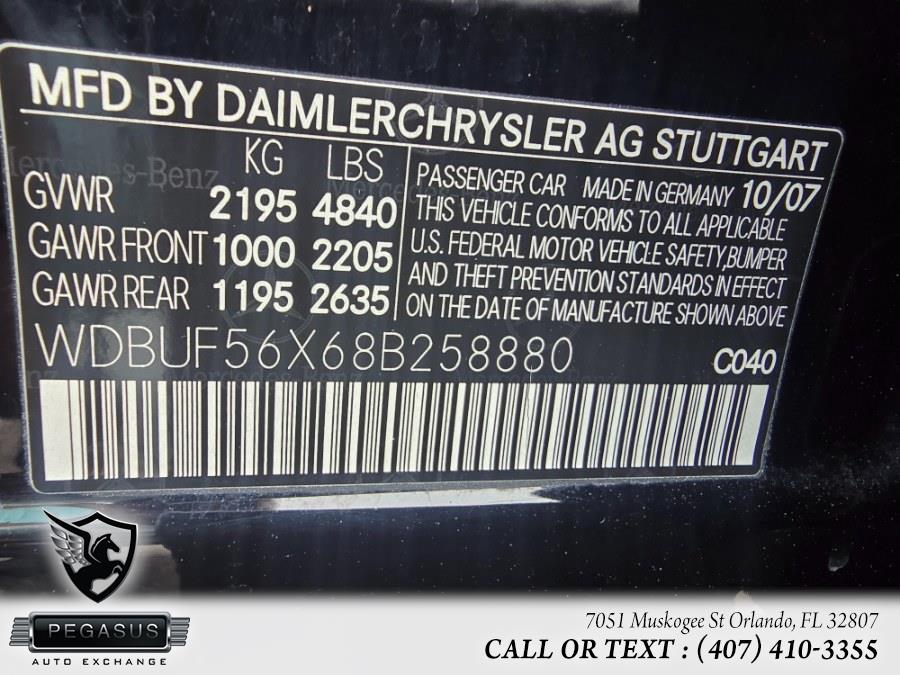 MFD BY DAIMLERCHRYSLER AG STUTTGART
KG LBS
GVWR 2195 4840
GAWR FRONT 1000 2205
GAWR REAR 1195 2635
PASSENGER CAR MADE IN GERMANY 10/07
THIS VEHICLE CONFORMS TO ALL APPLICABLE
U.S. FEDERAL MOTOR VEHICLE SAFETY, BUMPER
AND THEFT PREVENTION STANDARDS IN EFFECT
ON THE DATE OF MANUFACTURE SHOWN ABOVE
WDBUF56X68B258880 C040
Mercedes-Benz
PEGASUS
AUTO EXCHANGE
7051 Muskogee St Orlando, FL 32807
CALL OR TEXT : (407) 410-3355